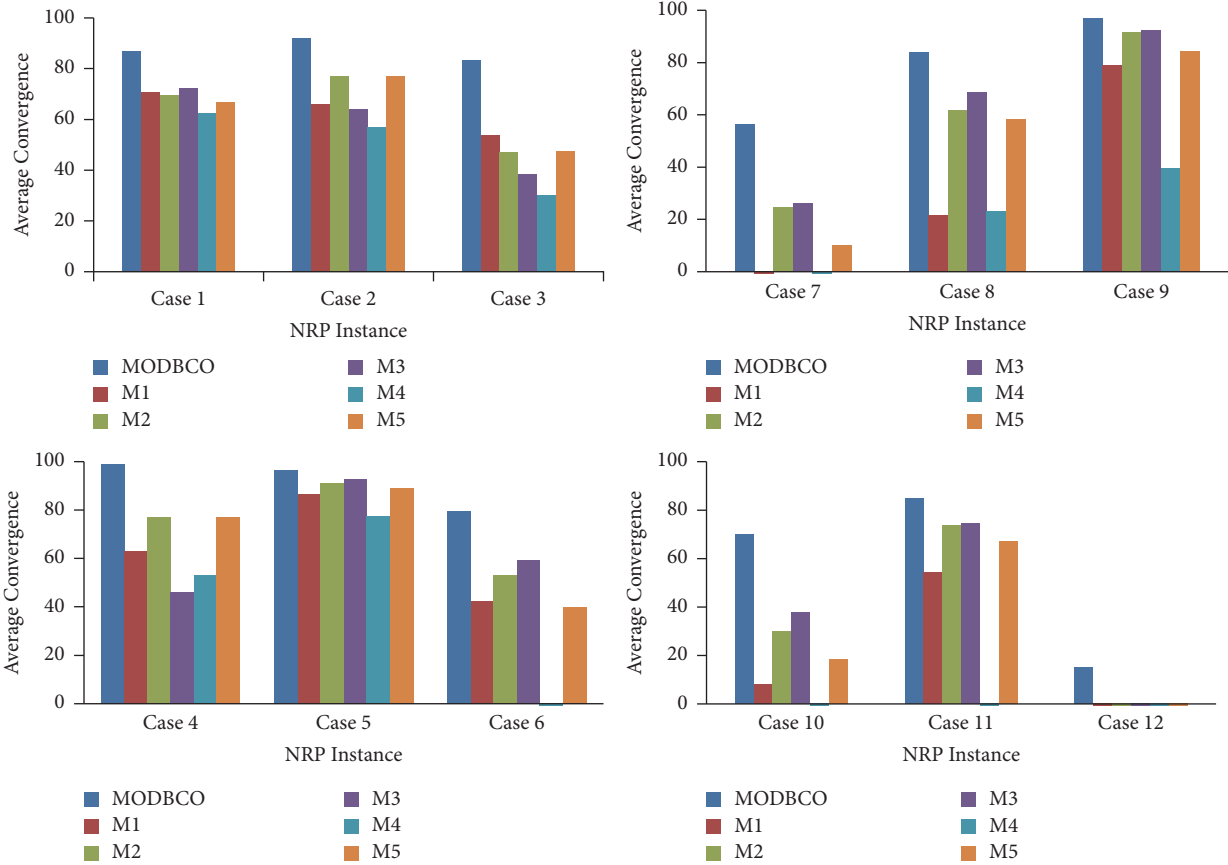 100
80
60
40
20
0
Average Convergence
Case 1 Case 2 Case 3
NRP Instance
MODBCO M3
M1 M4
M2 M5
100
80
60
40
20
0
Average Convergence
Case 7 Case 8 Case 9
NRP Instance
MODBCO M3
M1 M4
M2 M5
100
80
60
40
20
0
Average Convergence
Case 4 Case 5 Case 6
NRP Instance
MODBCO M3
M1 M4
M2 M5
100
80
60
40
20
0
Average Convergence
Case 10 Case 11 Case 12
NRP Instance
MODBCO M3
M1 M4
M2 M5